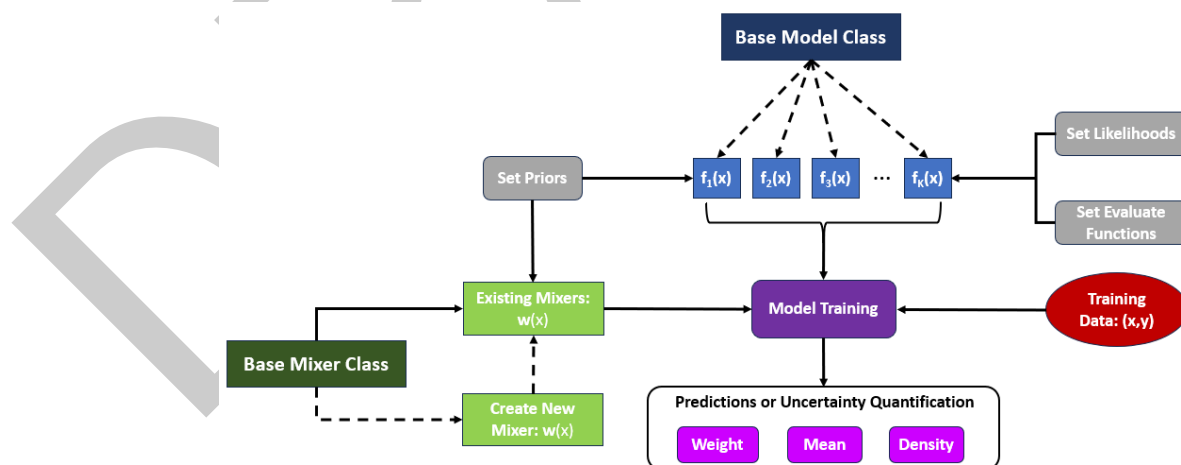 Base Model Class
Set Likelihoods
Set Priors
f₁(x)
f₂(x)
f₃(x)
...
f_K(x)
Set Evaluate
Functions
Existing Mixers:
w(x)
Model Training
Training
Data: (x,y)
Base Mixer Class
Create New
Mixer: w(x)
Predictions or Uncertainty Quantification
Weight
Mean
Density